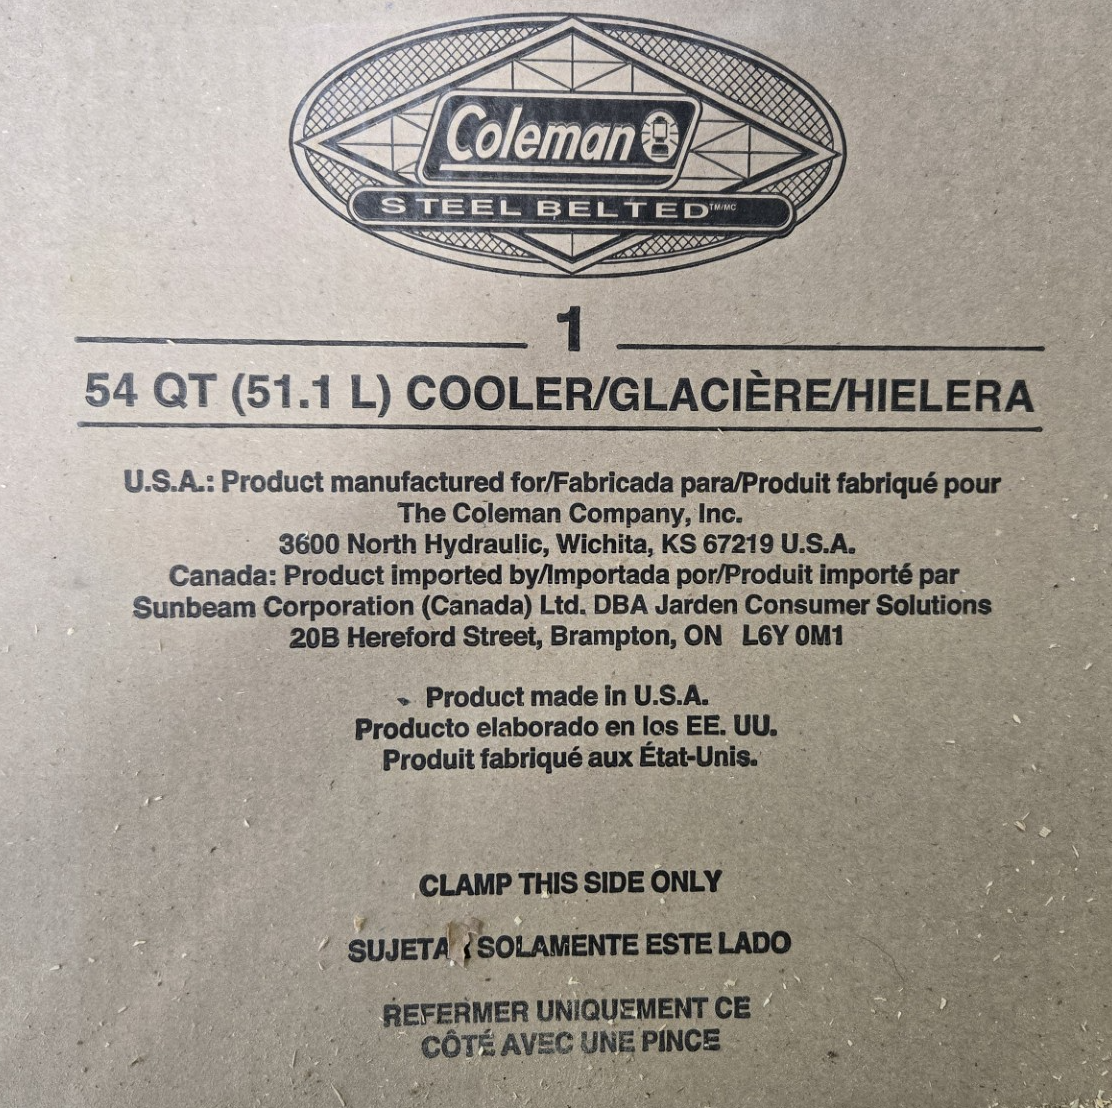 Coleman
STEEL BELTED™/MC
1
54 QT (51.1 L) COOLER/GLACIÈRE/HIELERA
U.S.A.: Product manufactured for/Fabricada para/Produit fabriqué pour
The Coleman Company, Inc.
3600 North Hydraulic, Wichita, KS 67219 U.S.A.
Canada: Product imported by/Importada por/Produit importé par
Sunbeam Corporation (Canada) Ltd. DBA Jarden Consumer Solutions
20B Hereford Street, Brampton, ON L6Y 0M1
Product made in U.S.A.
Producto elaborado en los EE. UU.
Produit fabriqué aux État-Unis.
CLAMP THIS SIDE ONLY
SUJETAR SOLAMENTE ESTE LADO
REFERMER UNIQUEMENT CE
CÔTÉ AVEC UNE PINCE